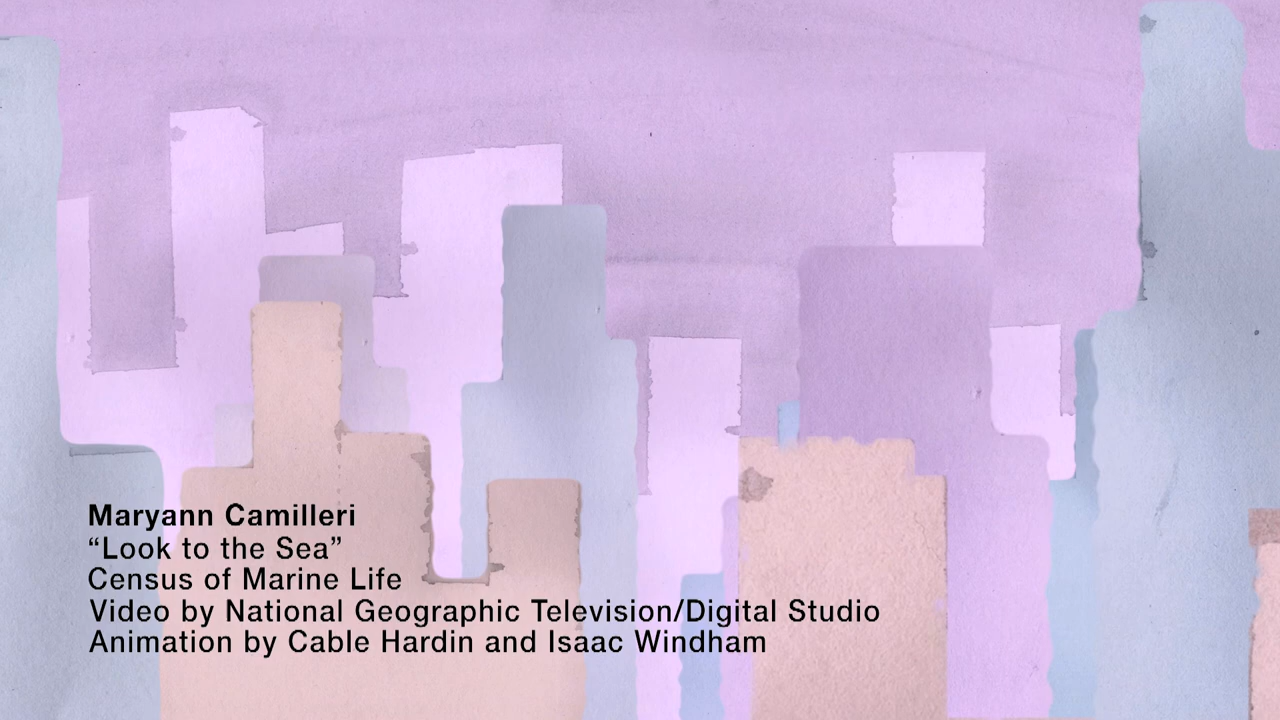 Maryann Camilleri
“Look to the Sea”
Census of Marine Life
Video by National Geographic Television/Digital Studio
Animation by Cable Hardin and Isaac Windham